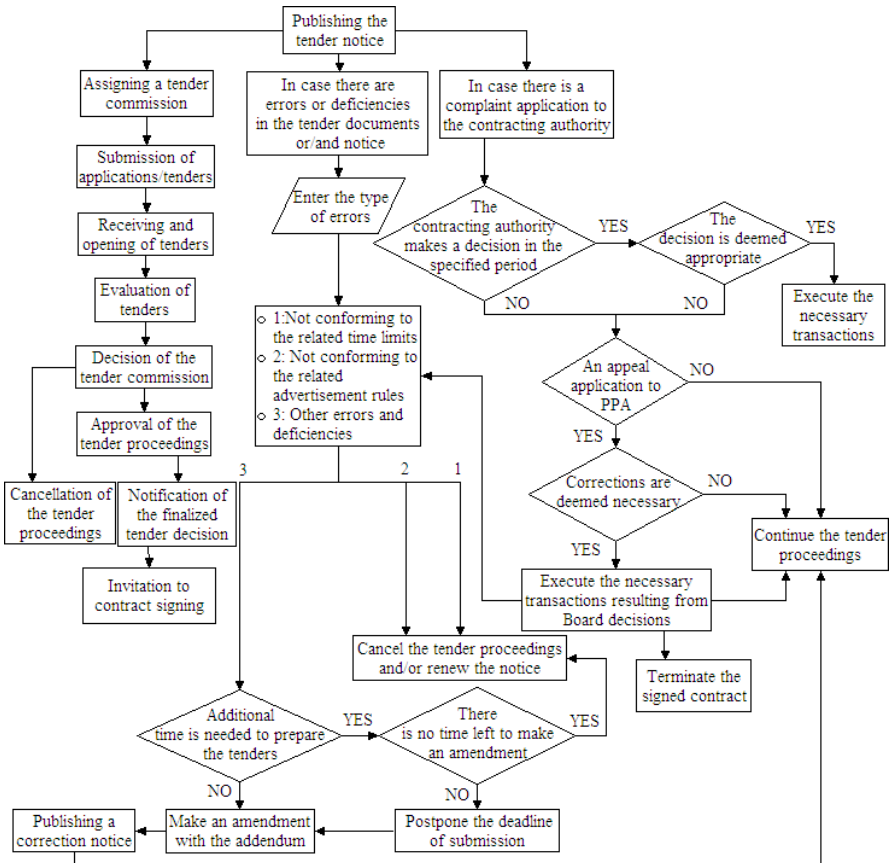 Publishing the
tender notice
Assigning a tender
commission
In case there are
errors or deficiencies
in the tender documents
or/and notice
In case there is a
complaint application to
the contracting authority
Submission of
applications/tenders
Enter the type
of errors
The
contracting authority
makes a decision in the
specified period
YES
The
decision is deemed
appropriate
YES
Receiving and
opening of tenders
Evaluation of
tenders
Execute the
necessary
transactions
NO
NO
1:Not conforming to
the related time limits
2: Not conforming to
the related
advertisement rules
3: Other errors and
deficiencies
Decision of the
tender commission
An appeal
application to
PPA
NO
YES
Approval of the
tender proceedings
3
2
1
Corrections are
deemed necessary
NO
YES
Cancellation of
the tender
proceedings
Notification of
the finalized
tender decision
Continue the tender
proceedings
Invitation to
contract signing
Execute the necessary
transactions resulting from
Board decisions
Cancel the tender proceedings
and/or renew the notice
Terminate the
signed contract
Additional
time is needed to prepare
the tenders
YES
There
is no time left to make
an amendment
YES
NO
NO
Publishing a
correction notice
Make an amendment
with the addendum
Postpone the deadline
of submission